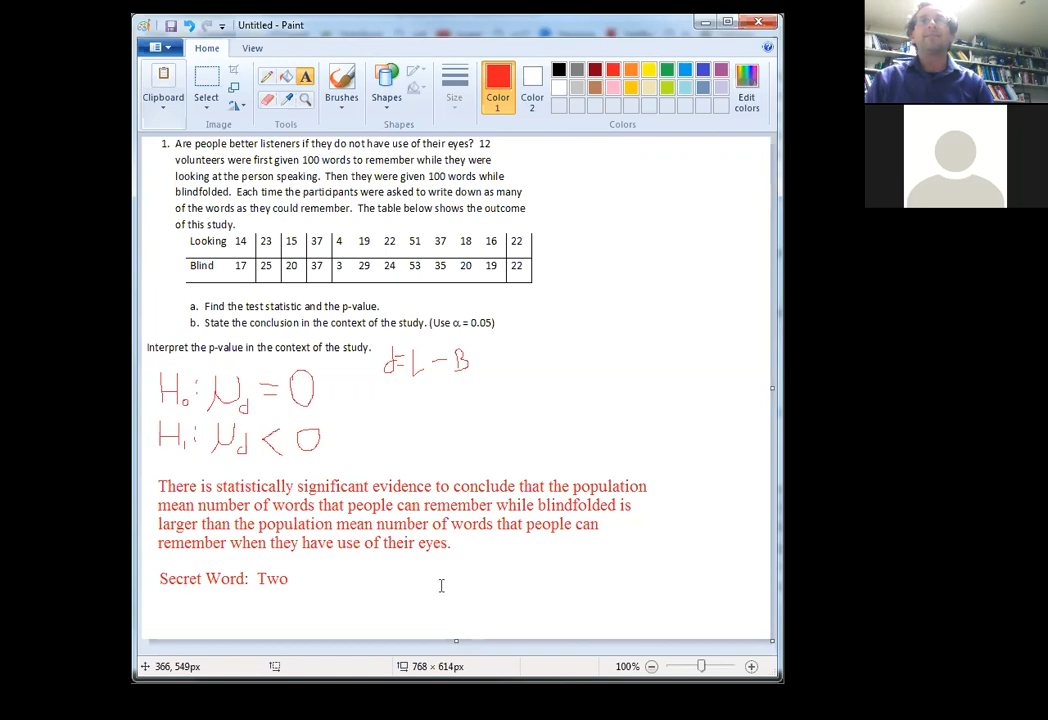 Untitled - Paint
Home View
Clipboard
Select
Image
Tools
A
Brushes
Shapes
Shapes
Size
Color 1
Color 2
Edit colors
Colors
1. Are people better listeners if they do not have use of their eyes? 12
volunteers were first given 100 words to remember while they were
looking at the person speaking. Then they were given 100 words while
blindfolded. Each time the participants were asked to write down as many
of the words as they could remember. The table below shows the outcome
of this study.
Looking 14 23 15 37 4 19 22 51 37 18 16 22
Blind 17 25 20 37 3 29 24 53 35 20 19 22
a. Find the test statistic and the p-value.
b. State the conclusion in the context of the study. (Use α = 0.05)
Interpret the p-value in the context of the study.
d=L-B
H₀: μd = 0
H₁: μd < 0
There is statistically significant evidence to conclude that the population
mean number of words that people can remember while blindfolded is
larger than the population mean number of words that people can
remember when they have use of their eyes.
Secret Word: Two
366, 549px
768 × 614px
100%